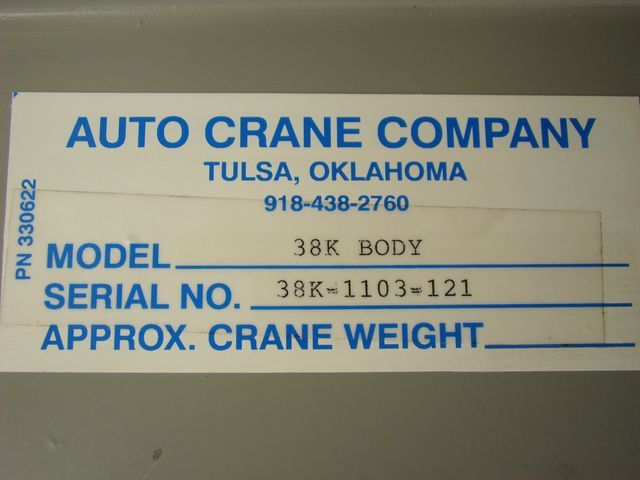 AUTO CRANE COMPANY
TULSA, OKLAHOMA
918-438-2760
PN 330622
MODEL 38K BODY
SERIAL NO. 38K-1103-121
APPROX. CRANE WEIGHT